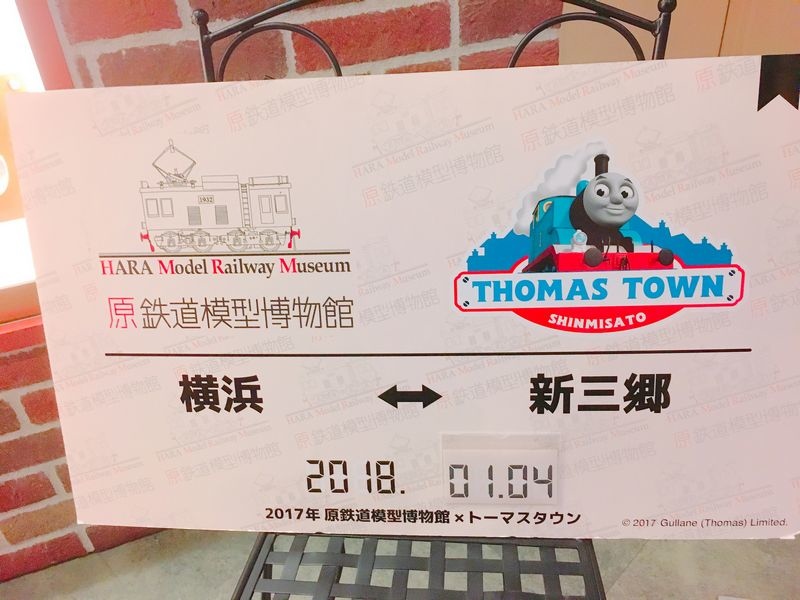 1932
HARA Model Railway Museum
原 鉄道模型博物館
THOMAS TOWN
SHINMISATO
横浜 ↔ 新三郷
2018. 01.04
2017年 原鉄道模型博物館×トーマスタウン
© 2017 Gullane (Thomas) Limited.